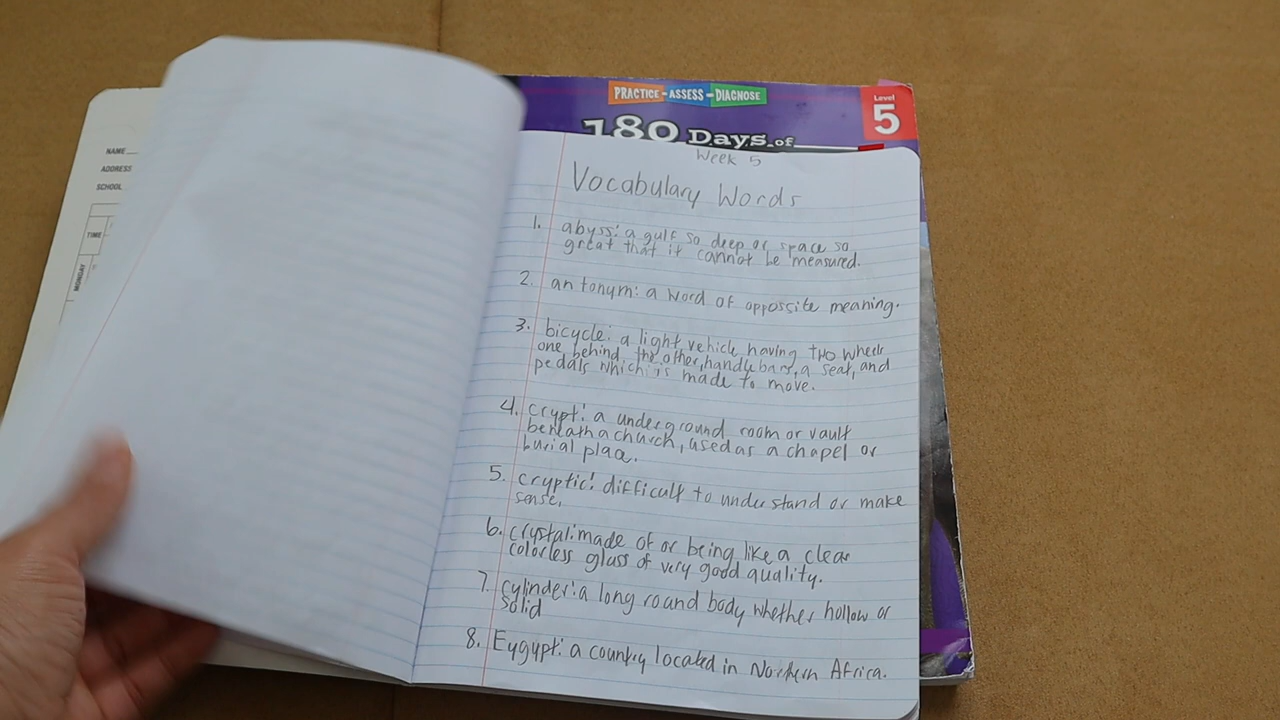 NAME
ADDRESS
SCHOOL
TIME
MONDAY
PRACTICE-ASSESS-DIAGNOSE
Level
5
180 Days of
Week 5
Vocabulary Words
1. abyss: a gulf so deep or space so
great that it cannot be measured.
2. antonym: a word of oppossite meaning.
3. bicycle: a light vehicle having two wheels
one behind the other, handlebars, a seat, and
pedals which is made to move.
4. crypt: a underground room or vault
beneath a church, used as a chapel or
burial place.
5. cryptic: difficult to understand or make
sense.
6. crystal: made of or being like a clear
colorless glass of very good quality.
7. cylinder: a long round body whether hollow or
solid
8. Eygypt: a country located in Northern Africa.